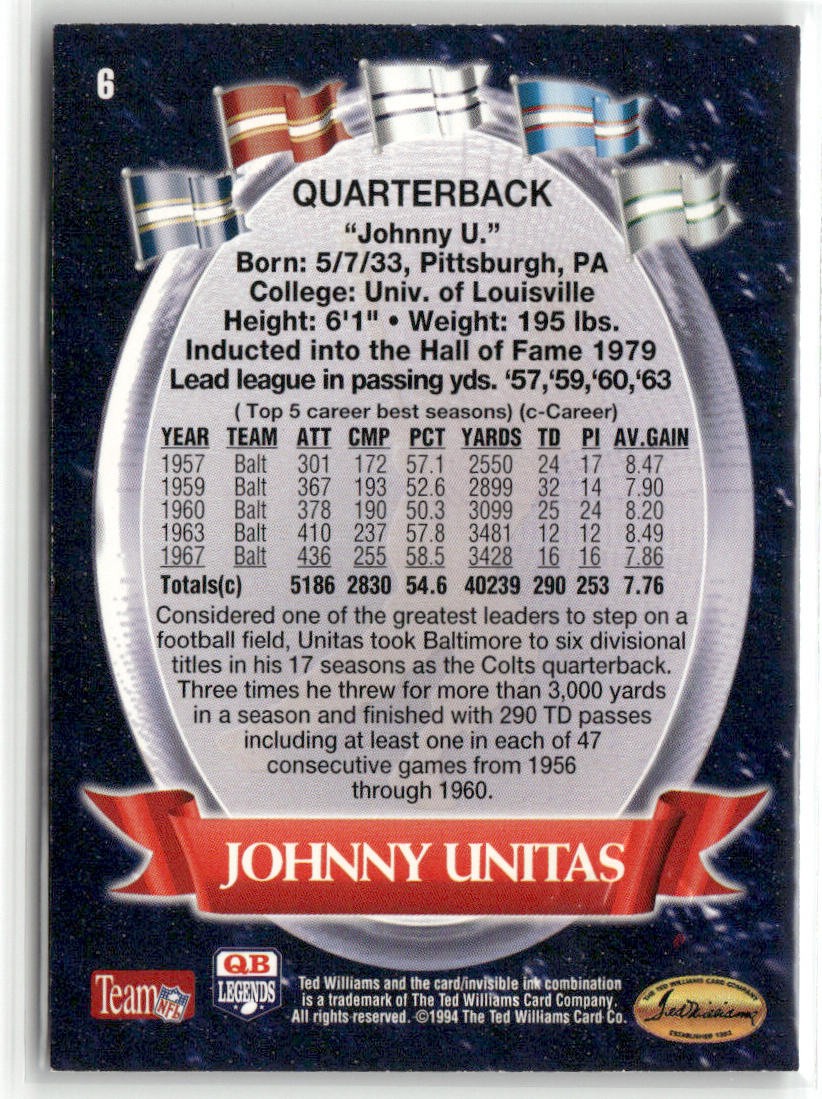 6
QUARTERBACK
“Johnny U.”
Born: 5/7/33, Pittsburgh, PA
College: Univ. of Louisville
Height: 6'1" • Weight: 195 lbs.
Inducted into the Hall of Fame 1979
Lead league in passing yds. ‘57,‘59,‘60,‘63
( Top 5 career best seasons) (c-Career)
YEAR TEAM ATT CMP PCT YARDS TD PI AV.GAIN
1957 Balt 301 172 57.1 2550 24 17 8.47
1959 Balt 367 193 52.6 2899 32 14 7.90
1960 Balt 378 190 50.3 3099 25 24 8.20
1963 Balt 410 237 57.8 3481 12 12 8.49
1967 Balt 436 255 58.5 3428 16 16 7.86
Totals(c) 5186 2830 54.6 40239 290 253 7.76
Considered one of the greatest leaders to step on a
football field, Unitas took Baltimore to six divisional
titles in his 17 seasons as the Colts quarterback.
Three times he threw for more than 3,000 yards
in a season and finished with 290 TD passes
including at least one in each of 47
consecutive games from 1956
through 1960.
JOHNNY UNITAS
Team NFL
QB
LEGENDS
Ted Williams and the card/invisible ink combination
is a trademark of The Ted Williams Card Company.
All rights reserved. ©1994 The Ted Williams Card Co.
THE TED WILLIAMS CARD COMPANY
Ted Williams
ESTABLISHED 1992